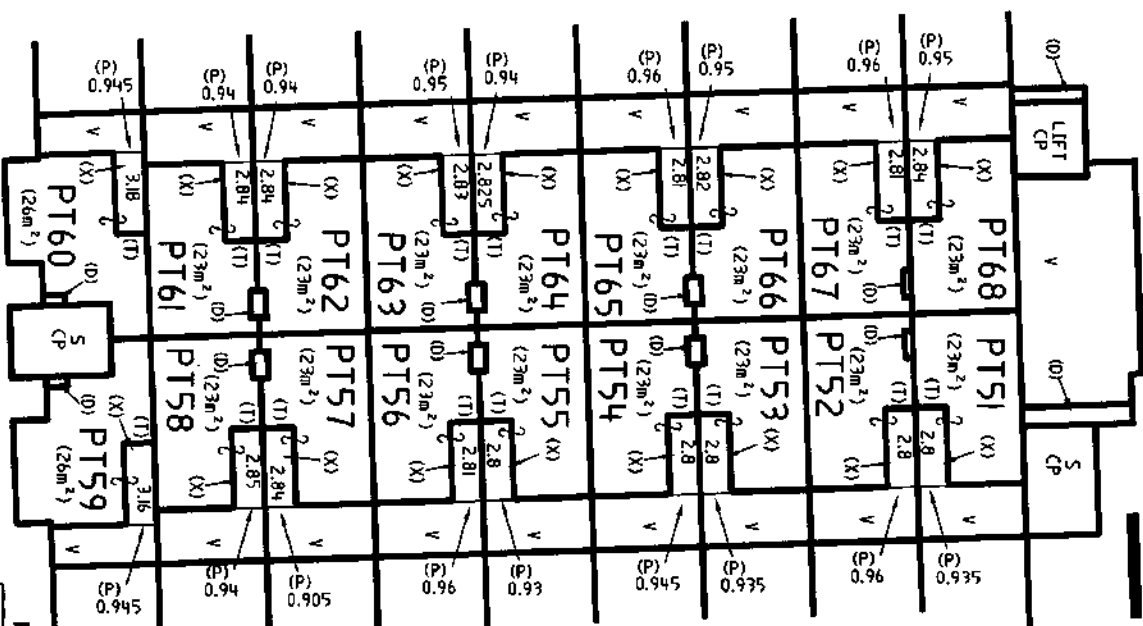 (P)
0.945
(P)
0.94
(P)
0.94
(P)
0.95
(P)
0.94
(P)
0.96
(P)
0.95
(P)
0.96
(P)
0.95
(D)
LIFT
CP
V
V
V
V
V
V
V
V
V
V
(X)
3.18
(T)
PT60
(26m²)
(D)
(X)
2.84
(T)
PT61
(23m²)
(D)
2.84
(X)
(T)
PT62
(23m²)
(X)
2.83
(T)
PT63
(23m²)
(D)
2.825
(X)
(T)
PT64
(23m²)
(X)
2.81
(T)
PT65
(23m²)
(D)
2.82
(X)
(T)
PT66
(23m²)
(X)
2.81
(T)
PT67
(23m²)
(D)
2.84
(X)
(T)
PT68
(23m²)
S
CP
(D)
(X)
(T)
3.16
PT59
(26m²)
PT58
(23m²)
(D)
(T)
2.85
(X)
PT57
(23m²)
(T)
2.84
(X)
PT56
(23m²)
(D)
(T)
2.81
(X)
PT55
(23m²)
(T)
2.8
(X)
PT54
(23m²)
(D)
(T)
2.8
(X)
PT53
(23m²)
(T)
2.8
(X)
PT52
(23m²)
(D)
(T)
2.8
(X)
PT51
(23m²)
(T)
2.8
(X)
(D)
S
CP
V
V
V
V
V
V
V
V
V
(P)
0.945
(P)
0.94
(P)
0.905
(P)
0.96
(P)
0.93
(P)
0.945
(P)
0.935
(P)
0.96
(P)
0.935